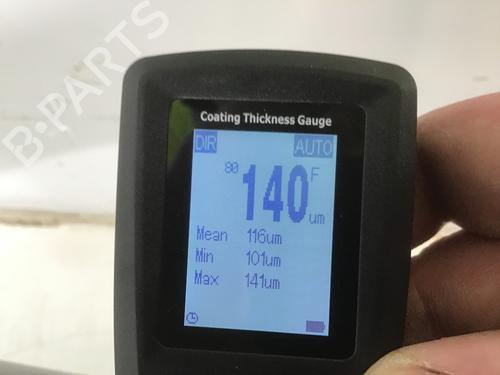 B-PARTS
Coating Thickness Gauge
DIR AUTO
80 140 F um
Mean 116um
Min 101um
Max 141um